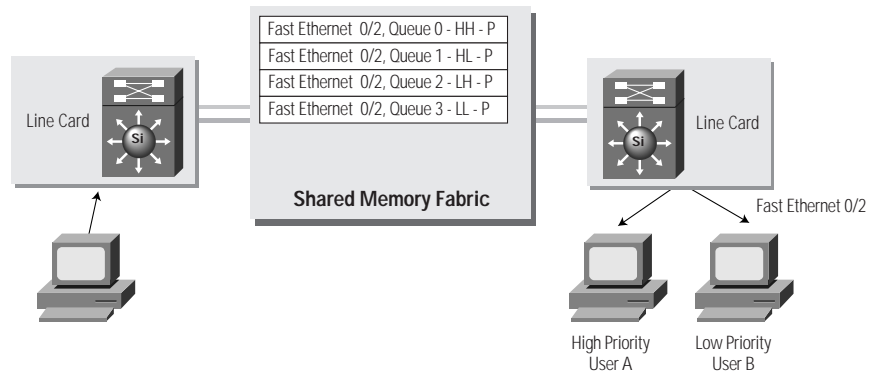 Fast Ethernet 0/2, Queue 0 - HH - P
Fast Ethernet 0/2, Queue 1 - HL - P
Fast Ethernet 0/2, Queue 2 - LH - P
Fast Ethernet 0/2, Queue 3 - LL - P
Line Card
Si
Shared Memory Fabric
Si
Line Card
Fast Ethernet 0/2
High Priority
User A
Low Priority
User B